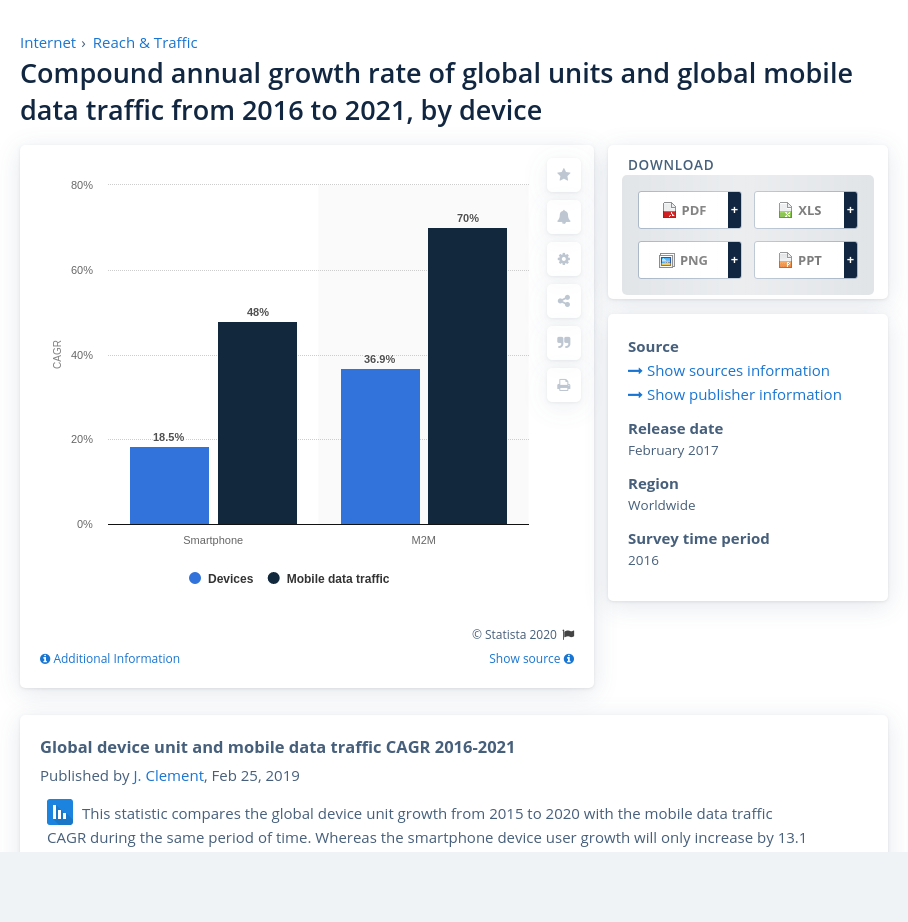 Internet › Reach & Traffic
Compound annual growth rate of global units and global mobile
data traffic from 2016 to 2021, by device
80%
60%
40%
20%
0%
CAGR
18.5%
48%
36.9%
70%
Smartphone
M2M
Devices
Mobile data traffic
© Statista 2020
Additional Information
Show source
DOWNLOAD
PDF +
XLS +
PNG +
PPT +
Source
Show sources information
Show publisher information
Release date
February 2017
Region
Worldwide
Survey time period
2016
Global device unit and mobile data traffic CAGR 2016-2021
Published by J. Clement, Feb 25, 2019
This statistic compares the global device unit growth from 2015 to 2020 with the mobile data traffic
CAGR during the same period of time. Whereas the smartphone device user growth will only increase by 13.1